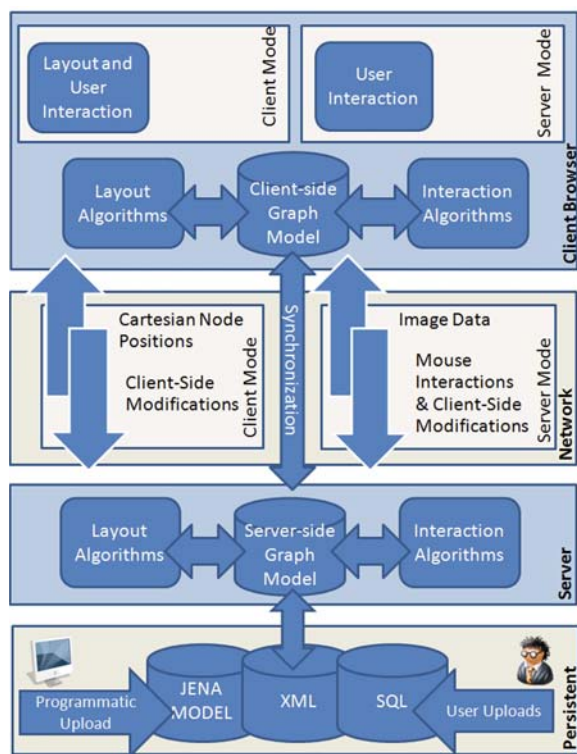 Layout and
User
Interaction
Client Mode
User
Interaction
Server Mode
Layout
Algorithms
Client-side
Graph
Model
Interaction
Algorithms
Client Browser
Cartesian Node
Positions
Client-Side
Modifications
Client Mode
Synchronization
Image Data
Mouse
Interactions
& Client-Side
Modifications
Server Mode
Network
Layout
Algorithms
Server-side
Graph
Model
Interaction
Algorithms
Server
Programmatic
Upload
JENA
MODEL
XML
SQL
User Uploads
Persistent